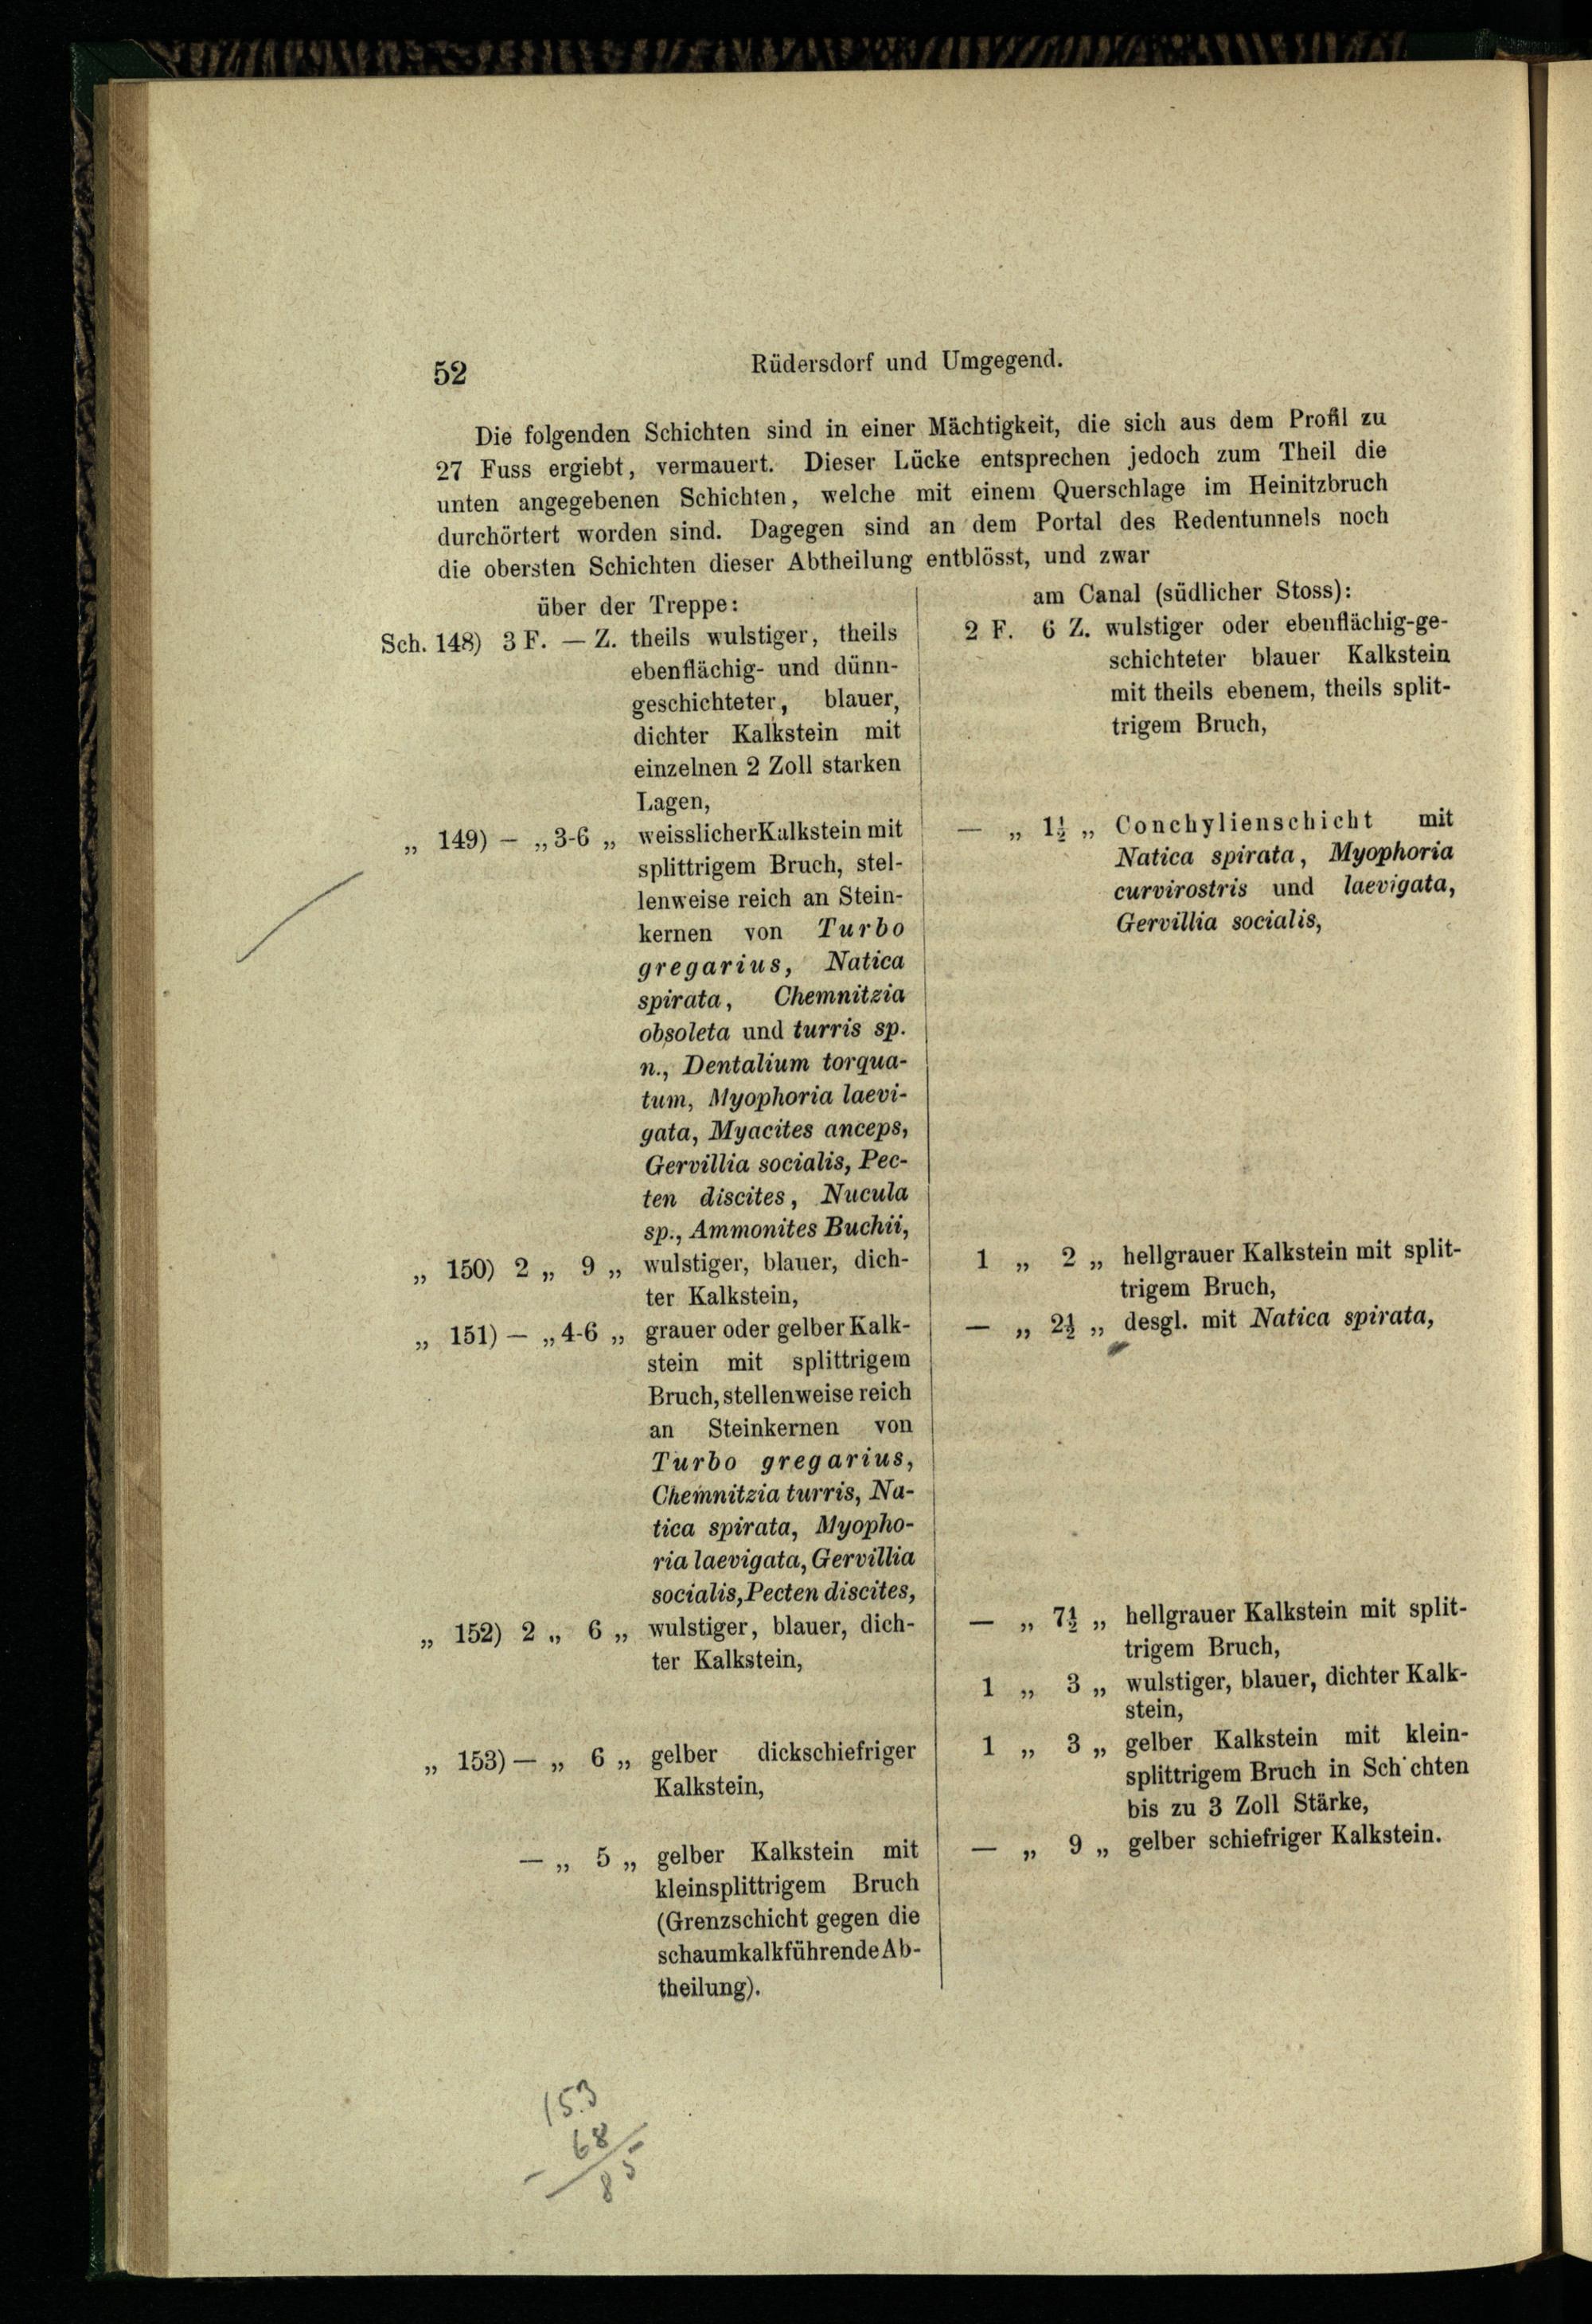 52
Rüdersdorf und Umgegend.
Die folgenden Schichten sind in einer Mächtigkeit, die sich aus dem Profil zu
27 Fuss ergiebt, vermauert. Dieser Lücke entsprechen jedoch zum Theil die
unten angegebenen Schichten, welche mit einem Querschlage im Heinitzbruch
durchörtert worden sind. Dagegen sind an dem Portal des Redentunnels noch
die obersten Schichten dieser Abtheilung entblösst, und zwar
über der Treppe:
Sch. 148) 3 F. — Z. theils wulstiger, theils
ebenflächig- und dünn-
geschichteter, blauer,
dichter Kalkstein mit
einzelnen 2 Zoll starken
Lagen,
„ 149) — „ 3-6 „ weisslicher Kalkstein mit
splittrigem Bruch, stel-
lenweise reich an Stein-
kernen von Turbo
gregarius, Natica
spirata, Chemnitzia
obsoleta und turris sp.
n., Dentalium torqua-
tum, Myophoria laevi-
gata, Myacites anceps,
Gervillia socialis, Pec-
ten discites, Nucula
sp., Ammonites Buchii,
„ 150) 2 „ 9 „ wulstiger, blauer, dich-
ter Kalkstein,
„ 151) — „ 4-6 „ grauer oder gelber Kalk-
stein mit splittrigem
Bruch, stellenweise reich
an Steinkernen von
Turbo gregarius,
Chemnitzia turris, Na-
tica spirata, Myopho-
ria laevigata, Gervillia
socialis, Pecten discites,
„ 152) 2 „ 6 „ wulstiger, blauer, dich-
ter Kalkstein,
„ 153) — „ 6 „ gelber dickschiefriger
Kalkstein,
— „ 5 „ gelber Kalkstein mit
kleinsplittrigem Bruch
(Grenzschicht gegen die
schaumkalkführende Ab-
theilung).
am Canal (südlicher Stoss):
2 F. 6 Z. wulstiger oder ebenflächig-ge-
schichteter blauer Kalkstein
mit theils ebenem, theils split-
trigem Bruch,
— „ 1½ „ Conchylienschicht mit
Natica spirata, Myophoria
curvirostris und laevigata,
Gervillia socialis,
1 „ 2 „ hellgrauer Kalkstein mit split-
trigem Bruch,
— „ 2½ „ desgl. mit Natica spirata,
— „ 7½ „ hellgrauer Kalkstein mit split-
trigem Bruch,
1 „ 3 „ wulstiger, blauer, dichter Kalk-
stein,
1 „ 3 „ gelber Kalkstein mit klein-
splittrigem Bruch in Sch chten
bis zu 3 Zoll Stärke,
— „ 9 „ gelber schiefriger Kalkstein.
153
68
85